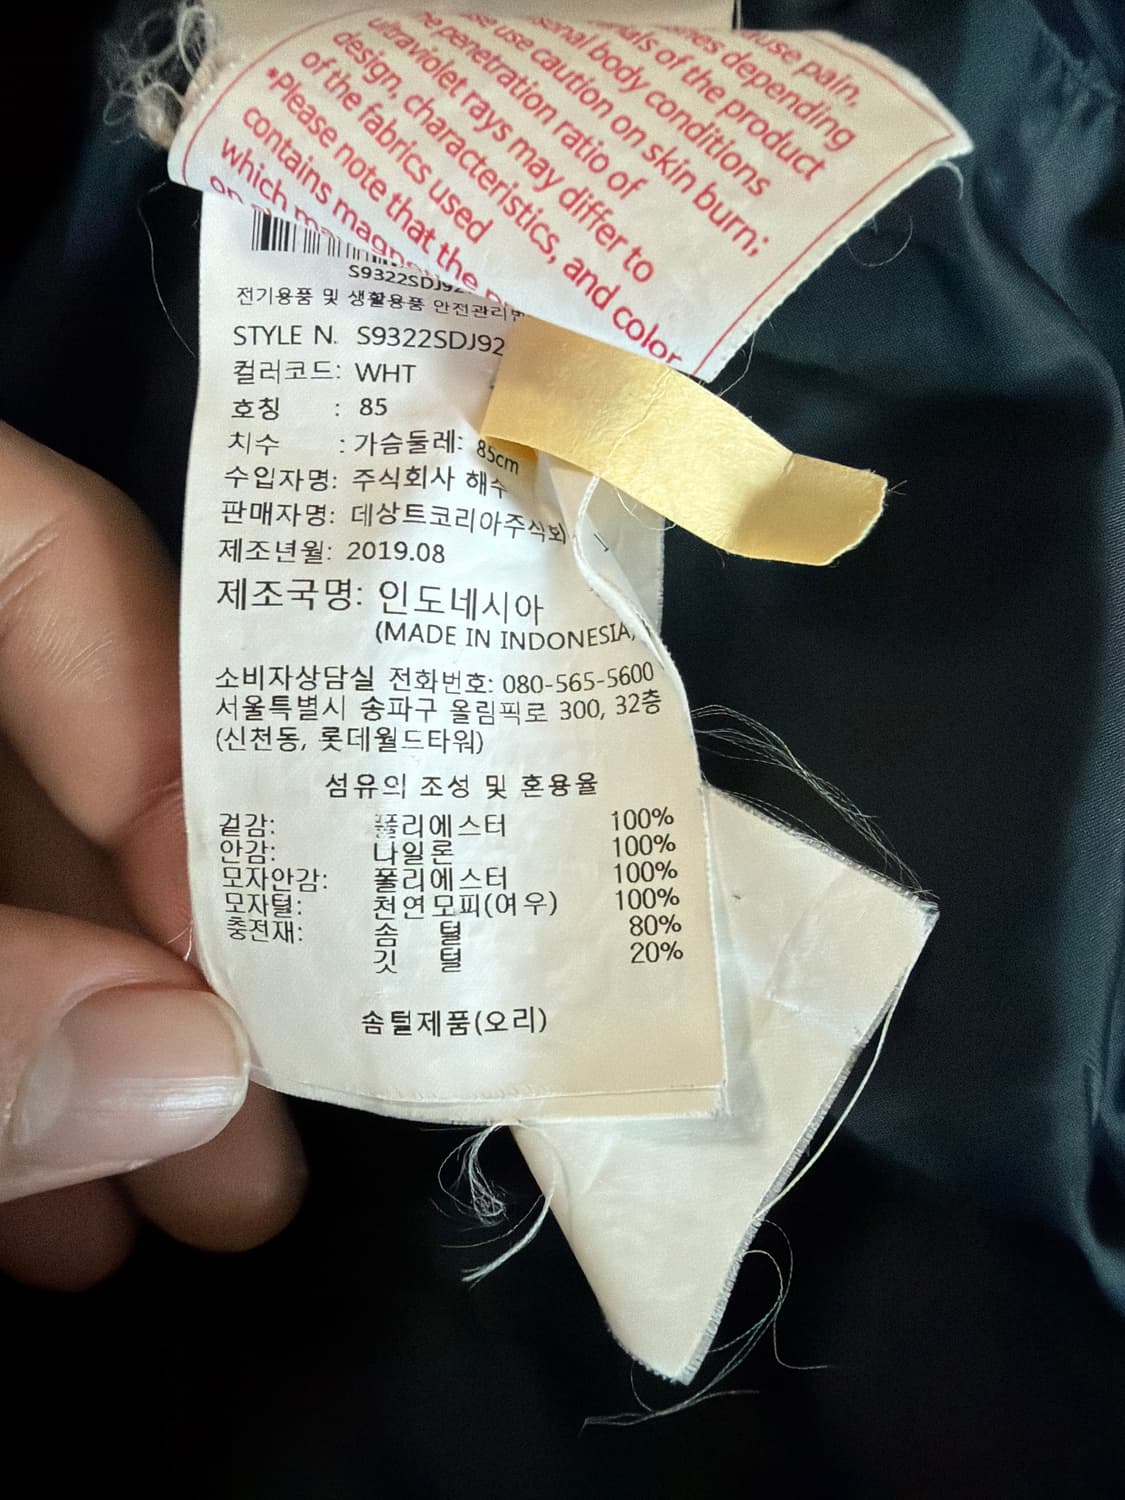 ause pain.
depending
ials of the product
sonal body conditions
use caution on skin burn;
penetration ratio of
ultraviolet rays may differ to
design, characteristics, and color
of the fabrics used
*Please note that the
contains magn
which ma
on
S9322SDJ92
전기용품 및 생활용품 안전관리법
STYLE N. S9322SDJ92
컬러코드: WHT
호칭 : 85
치수 : 가슴둘레: 85cm
수입자명: 주식회사 해수
판매자명: 데상트코리아주식회
제조년월: 2019.08
제조국명: 인도네시아
(MADE IN INDONESIA)
소비자상담실 전화번호: 080-565-5600
서울특별시 송파구 올림픽로 300, 32층
(신천동, 롯데월드타워)
섬유의 조성 및 혼용율
겉감: 폴리에스터 100%
안감: 나일론 100%
모자안감: 폴리에스터 100%
모자털: 천연모피(여우) 100%
충전재: 솜 털 80%
깃 털 20%
솜털제품(오리)